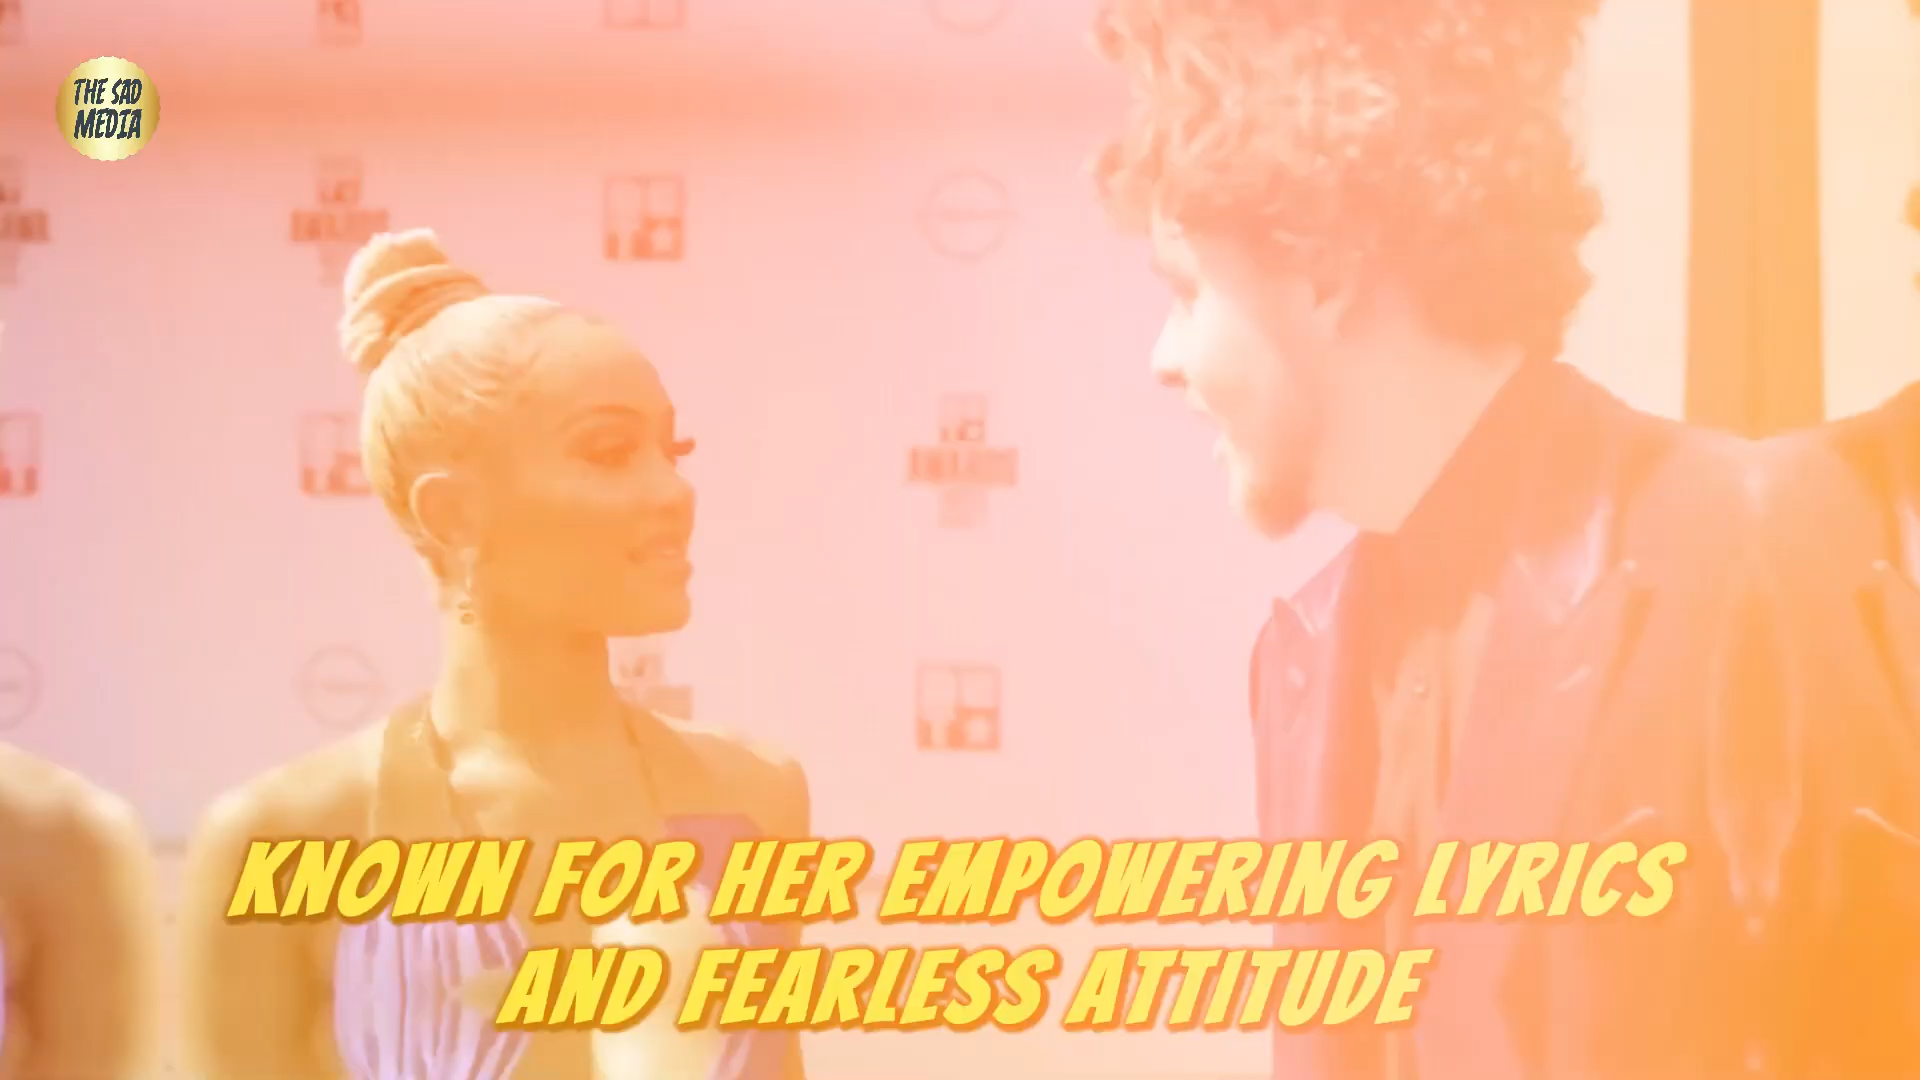 THE SAD
MEDIA
KNOWN FOR HER EMPOWERING LYRICS
AND FEARLESS ATTITUDE